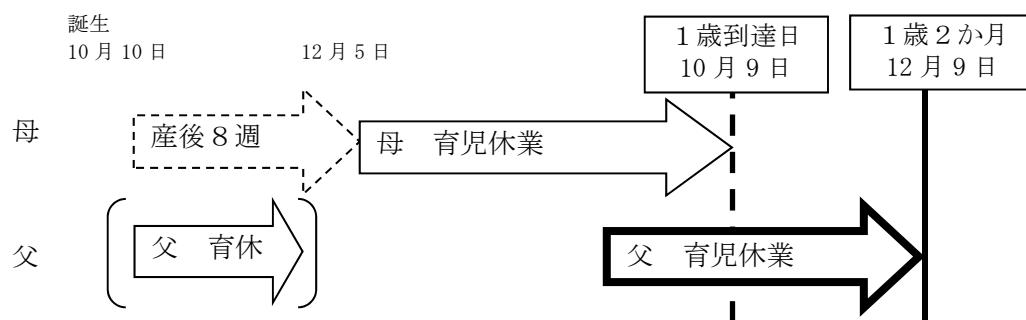 誕生
10月10日
12月5日
1歳到達日
10月9日
1歳2か月
12月9日
母
産後8週
母 育児休業
父
父 育休
父 育児休業